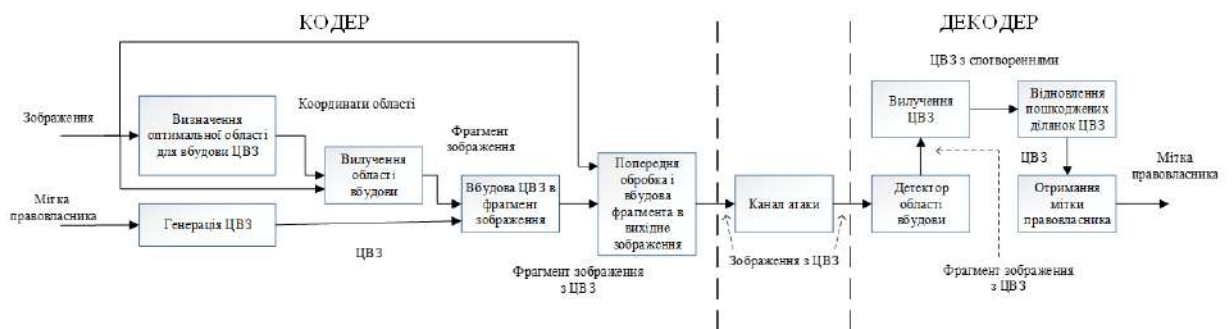 КОДЕР
ДЕКОДЕР
Зображення
Визначення
оптимальної області
для вбудови ЦВЗ
Координати області
Вилучення
області
вбудови
Фрагмент
зображення
Мітка
правовласника
Генерація ЦВЗ
ЦВЗ
Вбудова ЦВЗ в
фрагмент
зображення
Попередня
обробка і
вбудова
фрагмента в
вихідне
зображення
Фрагмент зображення
з ЦВЗ
Канал атаки
Зображення з ЦВЗ
ЦВЗ з спотвореннями
Вилучення
ЦВЗ
Відновлення
пошкоджених
ділянок ЦВЗ
Детектор
області
вбудови
ЦВЗ
Отримання
мітки
правовласника
Мітка
правовласника
Фрагмент зображення
з ЦВЗ